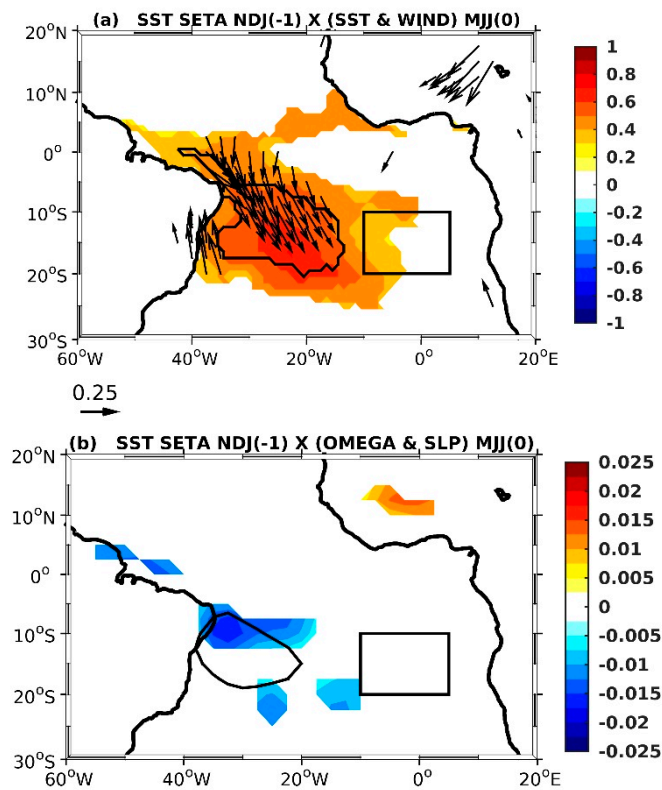 (a) SST SETA NDJ(-1) X (SST & WIND) MJJ(0)
20°N
10°N
0°
10°S
20°S
30°S
60°W 40°W 20°W 0° 20°E
1
0.8
0.6
0.4
0.2
0
-0.2
-0.4
-0.6
-0.8
-1
0.25
(b) SST SETA NDJ(-1) X (OMEGA & SLP) MJJ(0)
20°N
10°N
0°
10°S
20°S
30°S
60°W 40°W 20°W 0° 20°E
0.025
0.02
0.015
0.01
0.005
0
-0.005
-0.01
-0.015
-0.02
-0.025